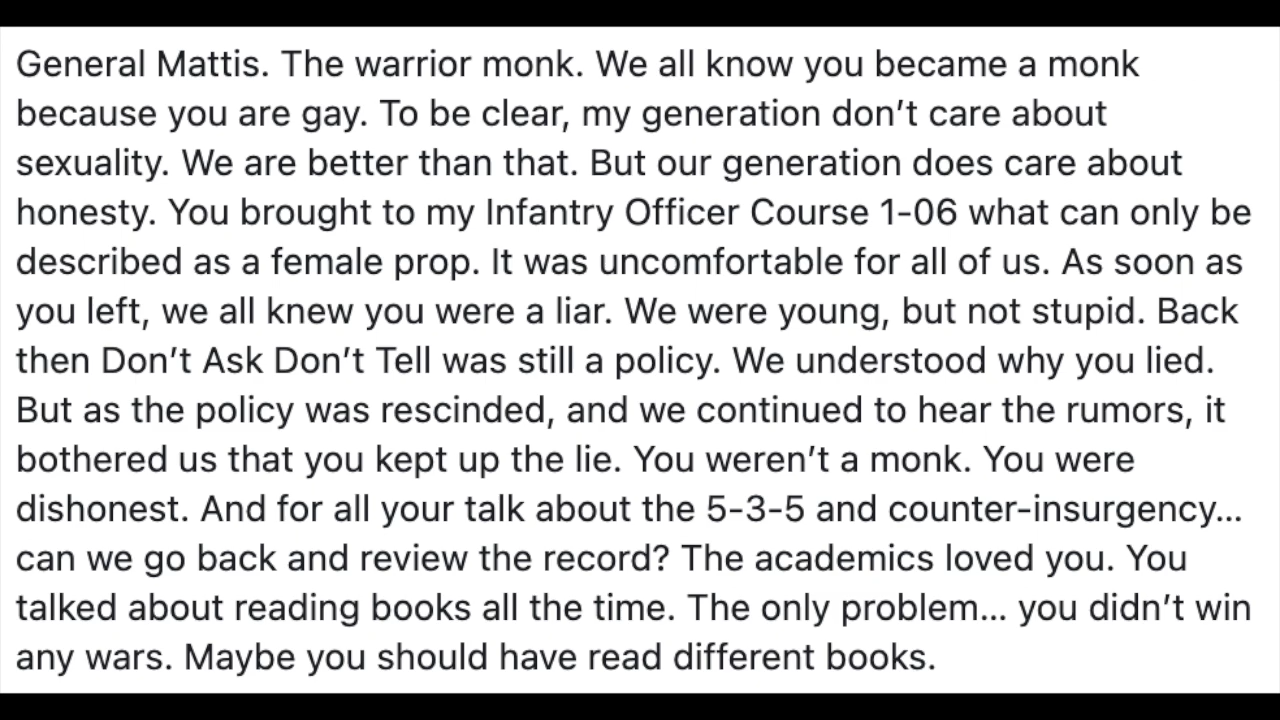 General Mattis. The warrior monk. We all know you became a monk
because you are gay. To be clear, my generation don’t care about
sexuality. We are better than that. But our generation does care about
honesty. You brought to my Infantry Officer Course 1-06 what can only be
described as a female prop. It was uncomfortable for all of us. As soon as
you left, we all knew you were a liar. We were young, but not stupid. Back
then Don’t Ask Don’t Tell was still a policy. We understood why you lied.
But as the policy was rescinded, and we continued to hear the rumors, it
bothered us that you kept up the lie. You weren’t a monk. You were
dishonest. And for all your talk about the 5-3-5 and counter-insurgency...
can we go back and review the record? The academics loved you. You
talked about reading books all the time. The only problem... you didn’t win
any wars. Maybe you should have read different books.